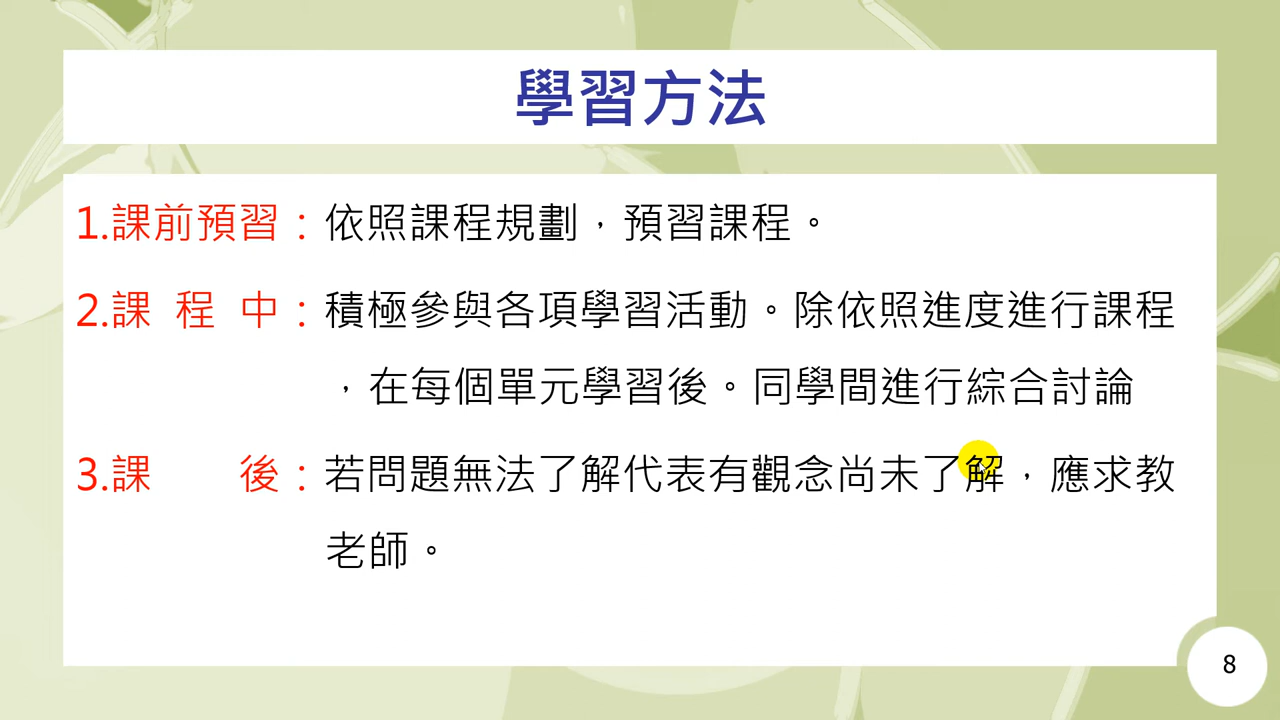 學習方法
1.課前預習：依照課程規劃，預習課程。
2.課 程 中：積極參與各項學習活動。除依照進度進行課程
，在每個單元學習後。同學間進行綜合討論
3.課　　後：若問題無法了解代表有觀念尚未了解，應求教
老師。
8